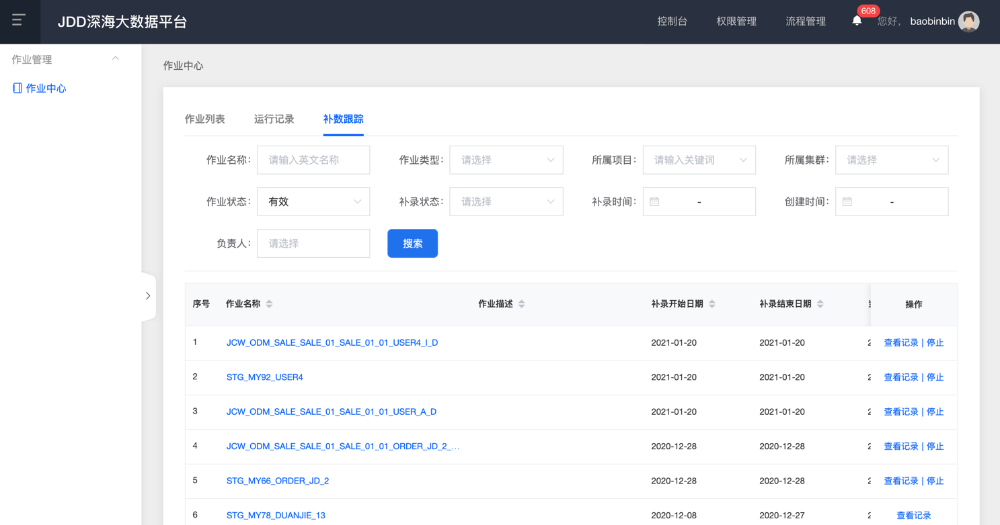 JDD深海大数据平台
控制台 权限管理 流程管理 608 您好, baobinbin
作业管理
作业中心
作业中心
作业列表 运行记录 补数跟踪
作业名称: 请输入英文名称 作业类型: 请选择 所属项目: 请输入关键词 所属集群: 请选择
作业状态: 有效 补录状态: 请选择 补录时间: - 创建时间: -
负责人: 请选择 搜索
序号 作业名称 作业描述 补录开始日期 补录结束日期 操作
1 JCW_ODM_SALE_SALE_01_SALE_01_01_USER4_I_D 2021-01-20 2021-01-20 2 查看记录 | 停止
2 STG_MY92_USER4 2021-01-20 2021-01-20 2 查看记录 | 停止
3 JCW_ODM_SALE_SALE_01_SALE_01_01_USER_A_D 2021-01-20 2021-01-20 2 查看记录 | 停止
4 JCW_ODM_SALE_SALE_01_SALE_01_01_ORDER_JD_2_... 2020-12-28 2020-12-28 2 查看记录 | 停止
5 STG_MY66_ORDER_JD_2 2020-12-28 2020-12-28 2 查看记录 | 停止
6 STG_MY78_DUANJIE_13 2020-12-08 2020-12-27 2 查看记录